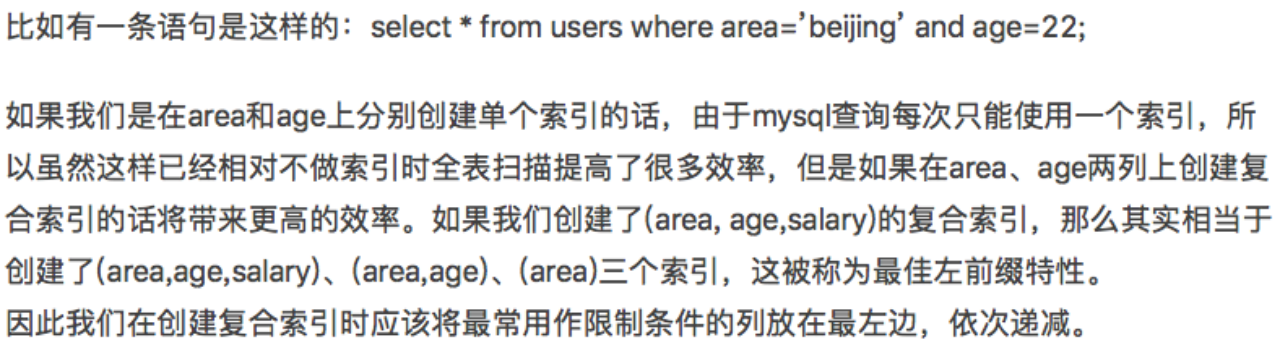 比如有一条语句是这样的：select * from users where area='beijing' and age=22;
如果我们是在area和age上分别创建单个索引的话，由于mysql查询每次只能使用一个索引，所
以虽然这样已经相对不做索引时全表扫描提高了很多效率，但是如果在area、age两列上创建复
合索引的话将带来更高的效率。如果我们创建了(area, age,salary)的复合索引，那么其实相当于
创建了(area,age,salary)、(area,age)、(area)三个索引，这被称为最佳左前缀特性。
因此我们在创建复合索引时应该将最常用作限制条件的列放在最左边，依次递减。